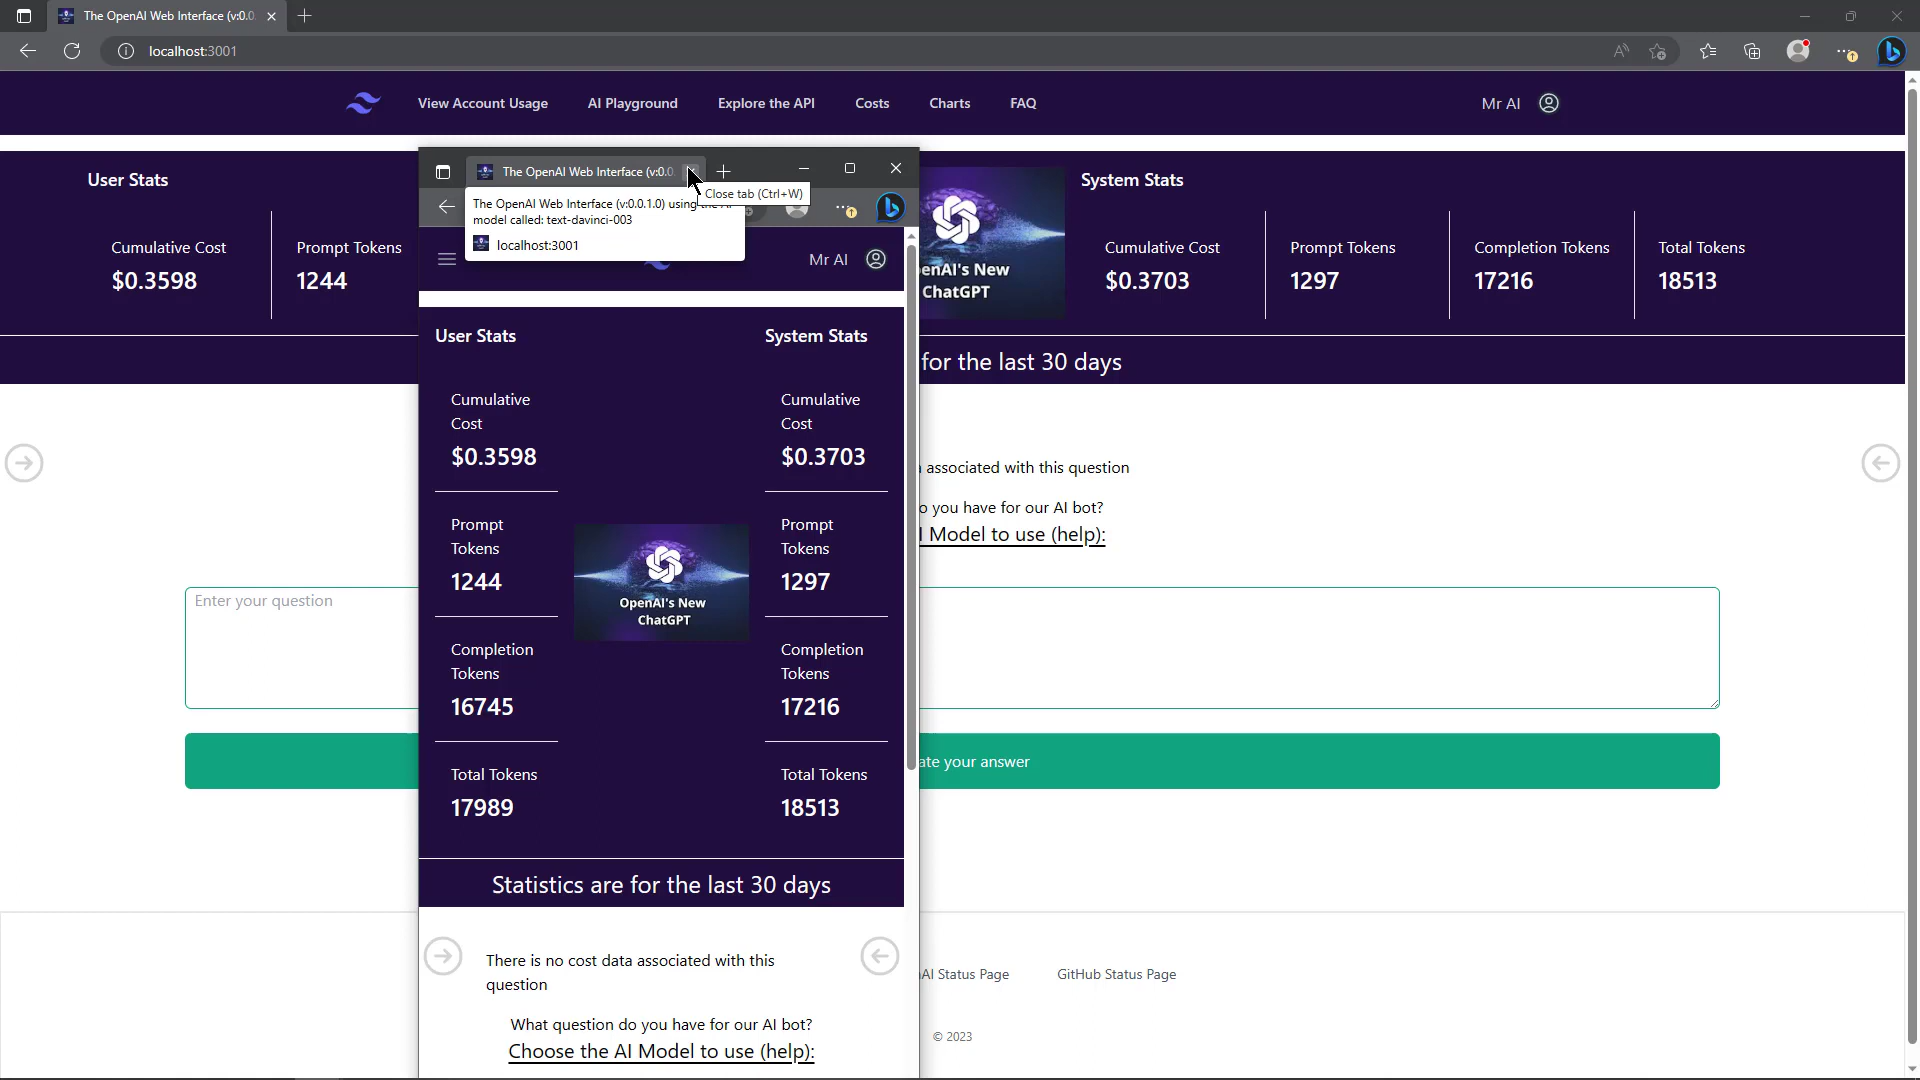 The OpenAI Web Interface (v:0.0.
localhost:3001
View Account Usage
AI Playground
Explore the API
Costs
Charts
FAQ
Mr AI
User Stats
Cumulative Cost
$0.3598
Prompt Tokens
1244
enAI's New
ChatGPT
System Stats
Cumulative Cost
$0.3703
Prompt Tokens
1297
Completion Tokens
17216
Total Tokens
18513
for the last 30 days
associated with this question
o you have for our AI bot?
Model to use (help):
Enter your question
ate your answer
AI Status Page
GitHub Status Page
© 2023
The OpenAI Web Interface (v:0.0.
Close tab (Ctrl+W)
The OpenAI Web Interface (v:0.0.1.0) using
model called: text-davinci-003
localhost:3001
Mr AI
User Stats
System Stats
Cumulative
Cost
$0.3598
Prompt
Tokens
1244
Completion
Tokens
16745
Total Tokens
17989
OpenAI's New
ChatGPT
Cumulative
Cost
$0.3703
Prompt
Tokens
1297
Completion
Tokens
17216
Total Tokens
18513
Statistics are for the last 30 days
There is no cost data associated with this
question
What question do you have for our AI bot?
Choose the AI Model to use (help):